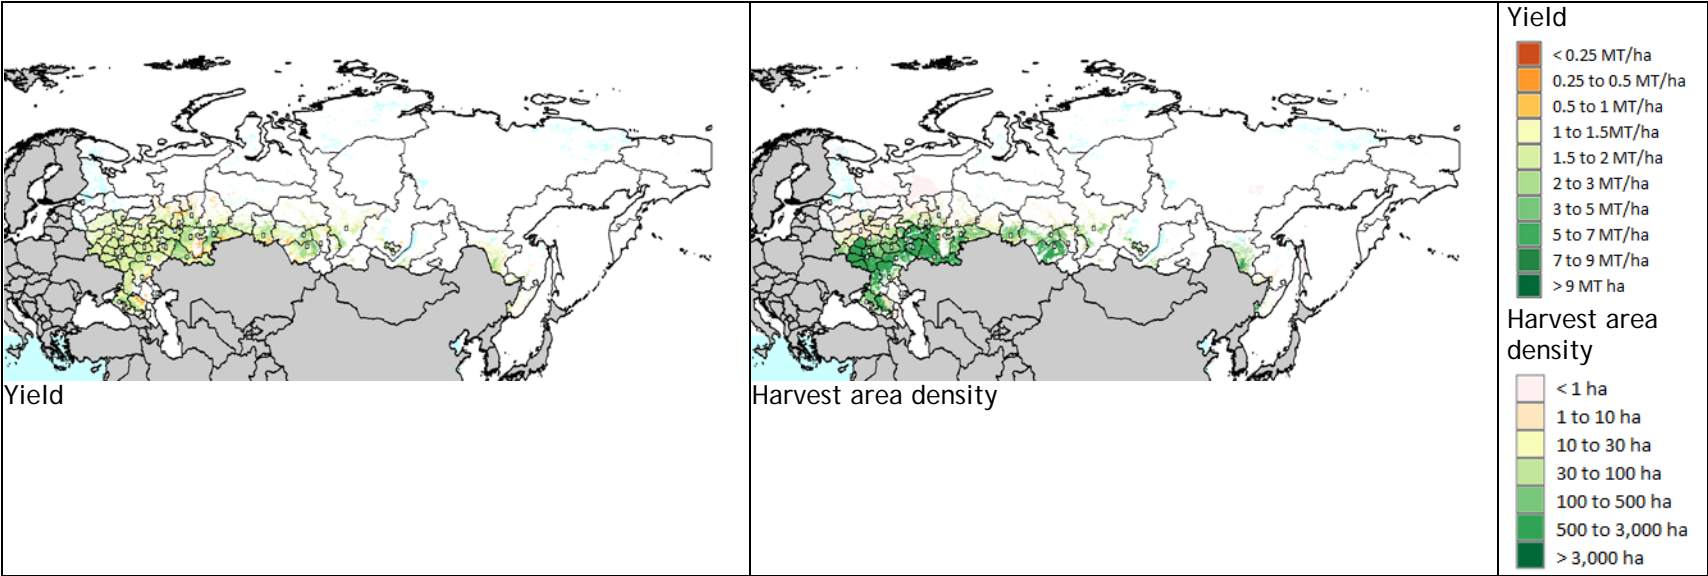 Yield
Harvest area density
Yield
< 0.25 MT/ha
0.25 to 0.5 MT/ha
0.5 to 1 MT/ha
1 to 1.5MT/ha
1.5 to 2 MT/ha
2 to 3 MT/ha
3 to 5 MT/ha
5 to 7 MT/ha
7 to 9 MT/ha
> 9 MT ha
Harvest area
density
< 1 ha
1 to 10 ha
10 to 30 ha
30 to 100 ha
100 to 500 ha
500 to 3,000 ha
> 3,000 ha